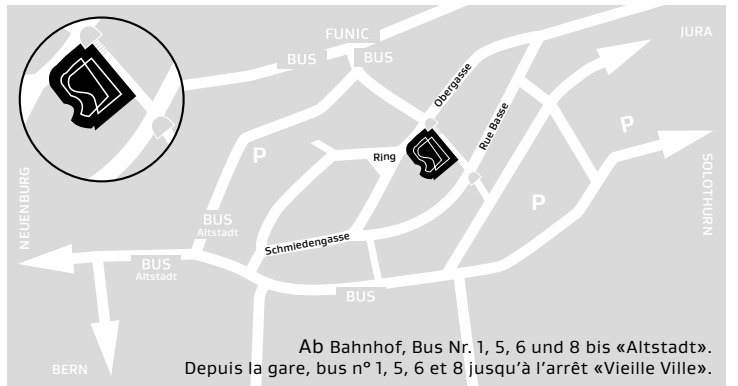 FUNIC
JURA
BUS
BUS
Obergasse
Rue Basse
P
P
Ring
SOLOTHURN
NEUENBURG
P
BUS
Altstadt
Schmiedengasse
BUS
Altstadt
BUS
Ab Bahnhof, Bus Nr. 1, 5, 6 und 8 bis «Altstadt».
BERN
Depuis la gare, bus n° 1, 5, 6 et 8 jusqu’à l’arrêt «Vieille Ville».